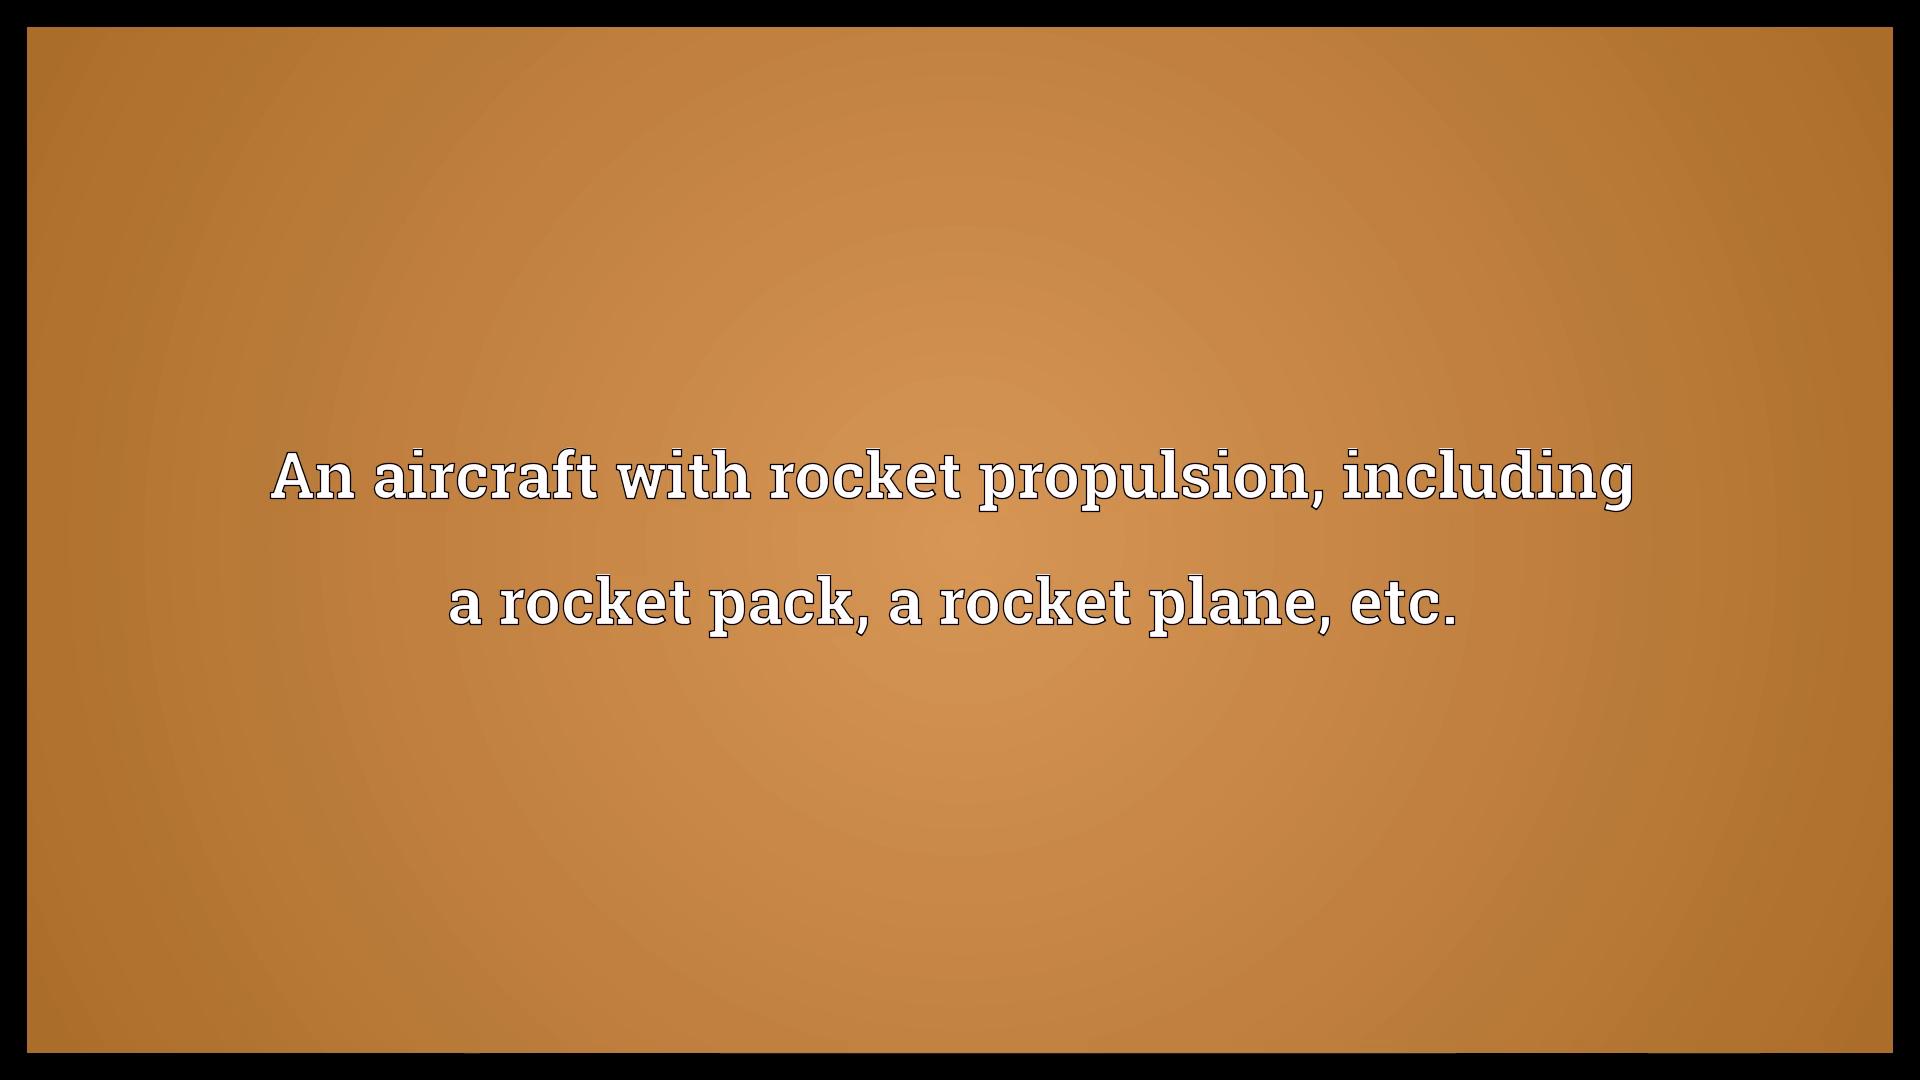 An aircraft with rocket propulsion, including
a rocket pack, a rocket plane, etc.